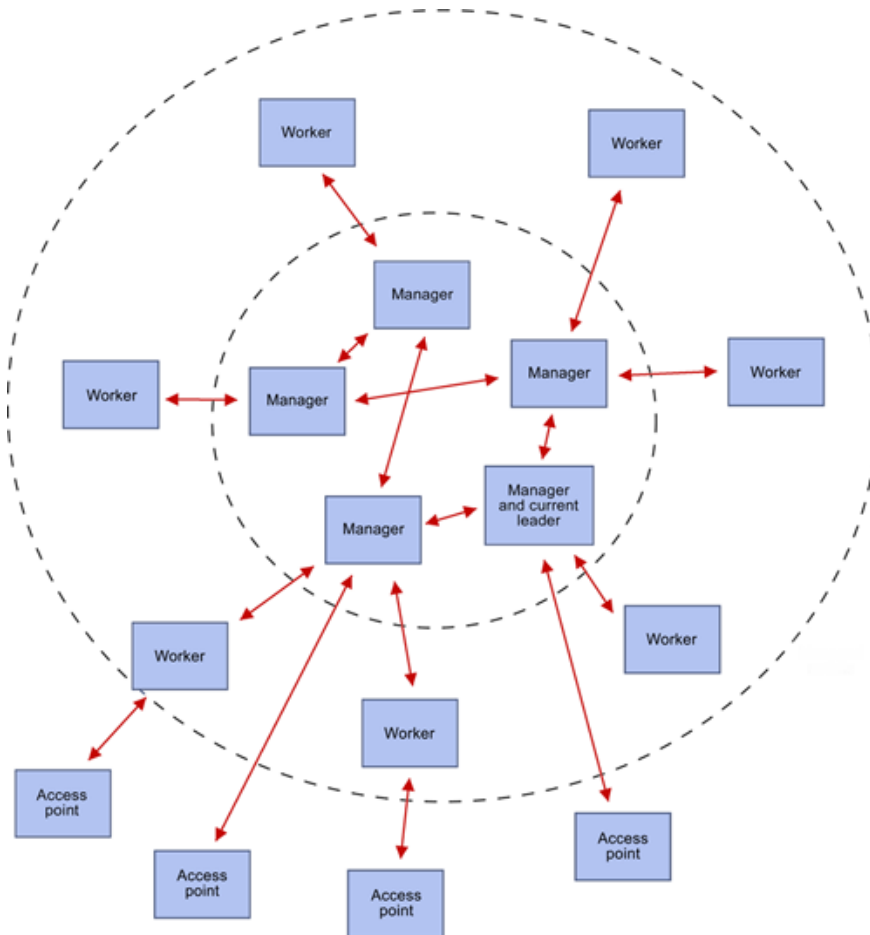 Worker
Worker
Manager
Manager
Worker
Worker
Manager
Manager
and current
leader
Manager
Worker
Worker
Worker
Access
point
Access
point
Access
point
Access
point